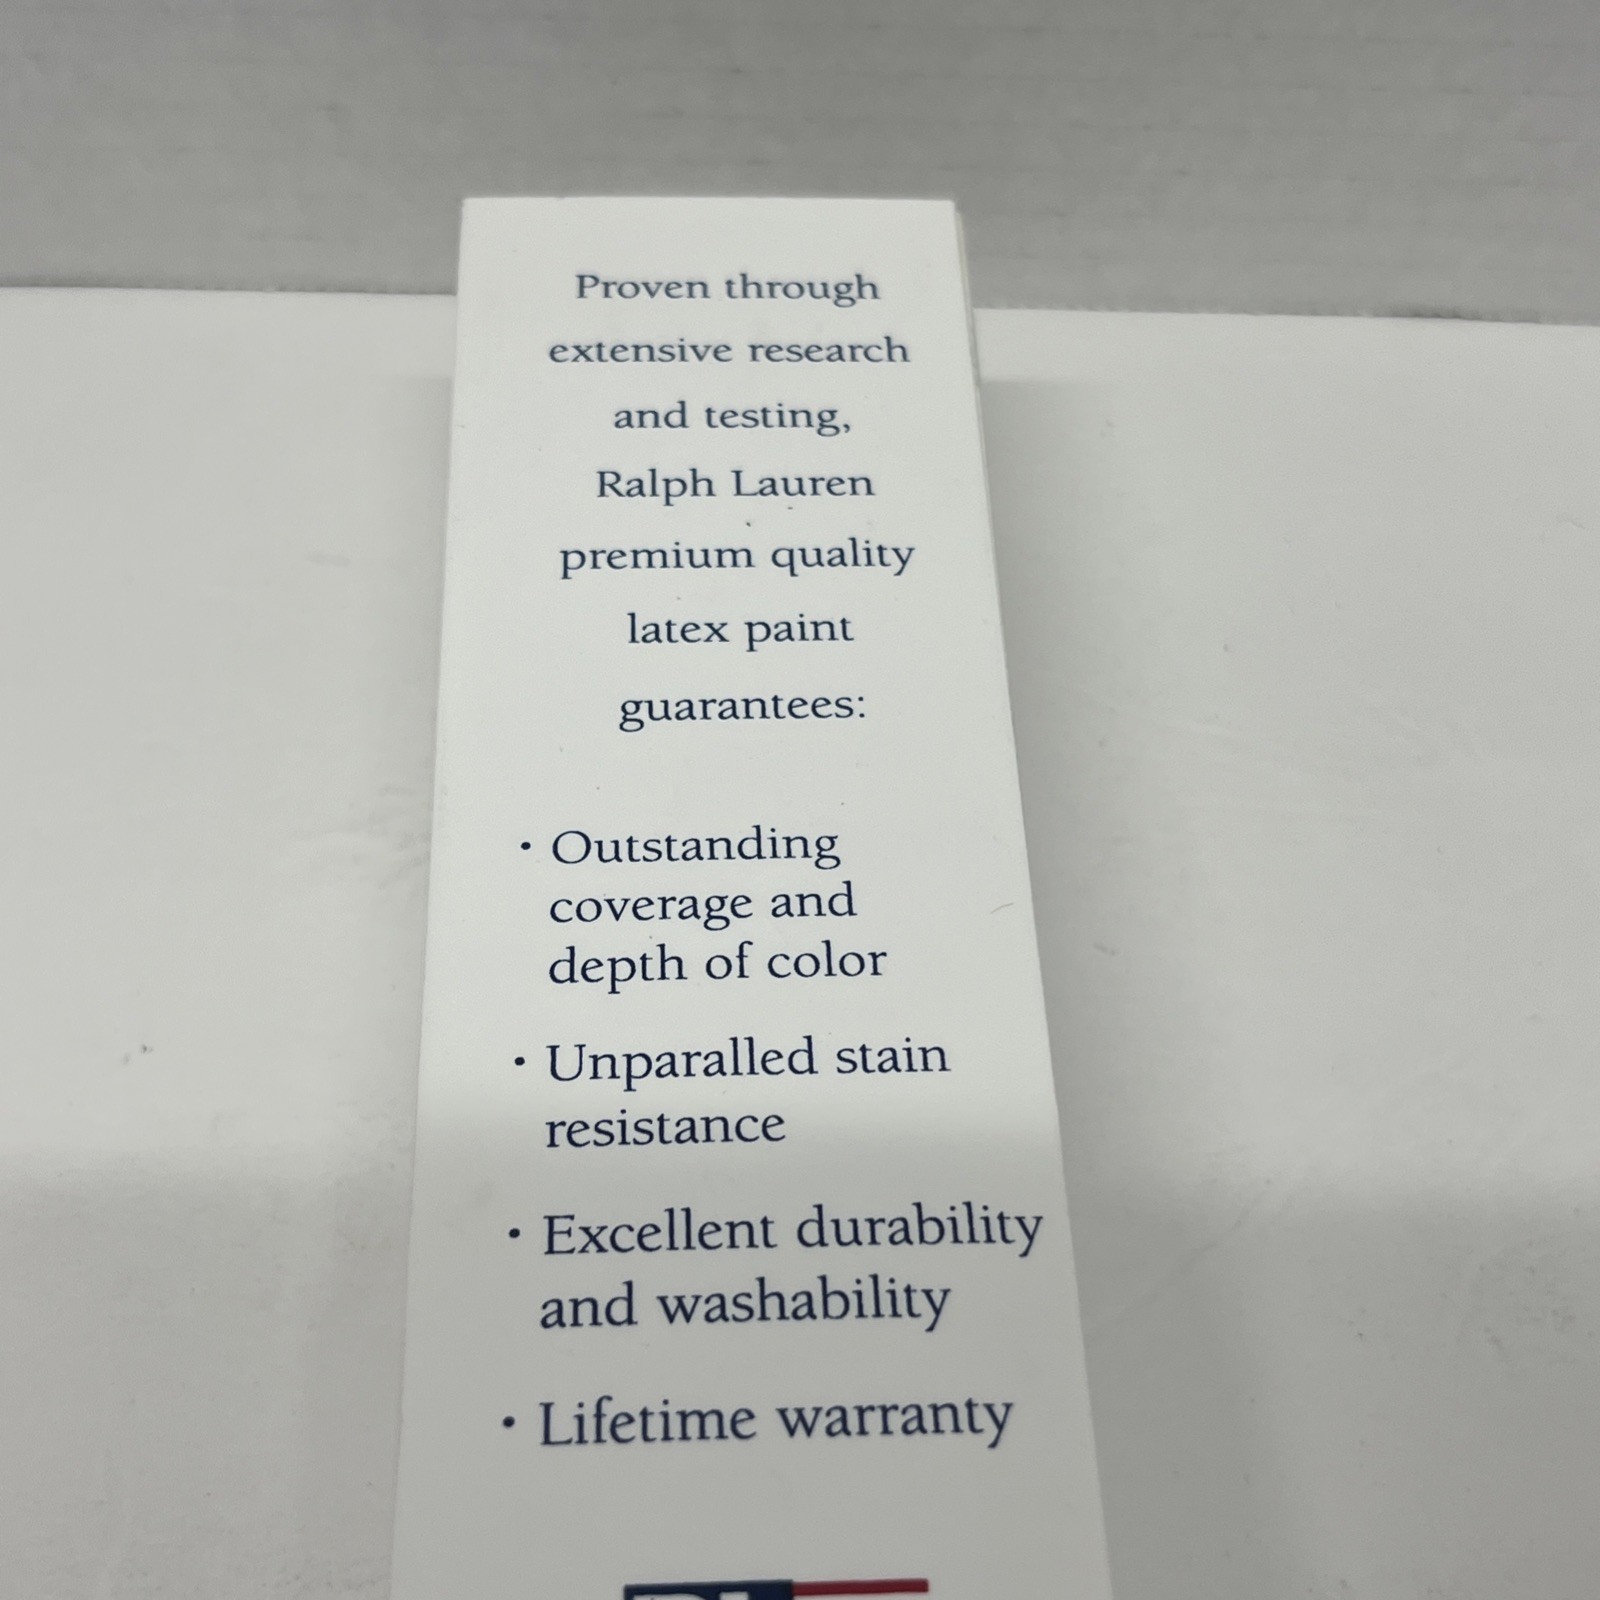 Proven through
extensive research
and testing,
Ralph Lauren
premium quality
latex paint
guarantees:
• Outstanding
coverage and
depth of color
• Unparalled stain
resistance
• Excellent durability
and washability
• Lifetime warranty